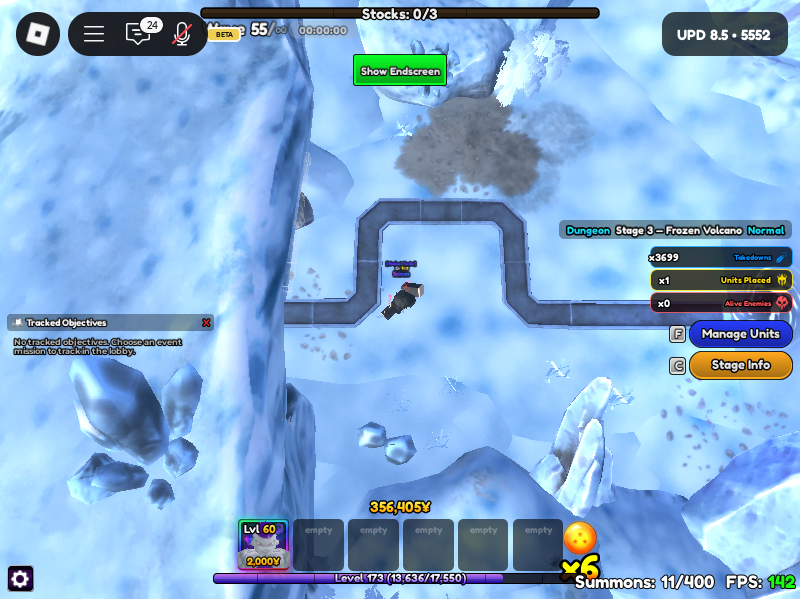 Stocks: 0/3
24
BETA
55/∞ 00:00:00
UPD 8.5 • 5552
Show Endscreen
Dungeon Stage 3 – Frozen Volcano Normal
x3699 Takedowns
x1 Units Placed
x0 Alive Enemies
F Manage Units
C Stage Info
Tracked Objectives
No tracked objectives. Choose an event
mission to track in the lobby.
356,405¥
Lvl 60
2,000¥
empty empty empty empty empty
x6
Level 173 (13,636/17,550)
Summons: 11/400 FPS: 142